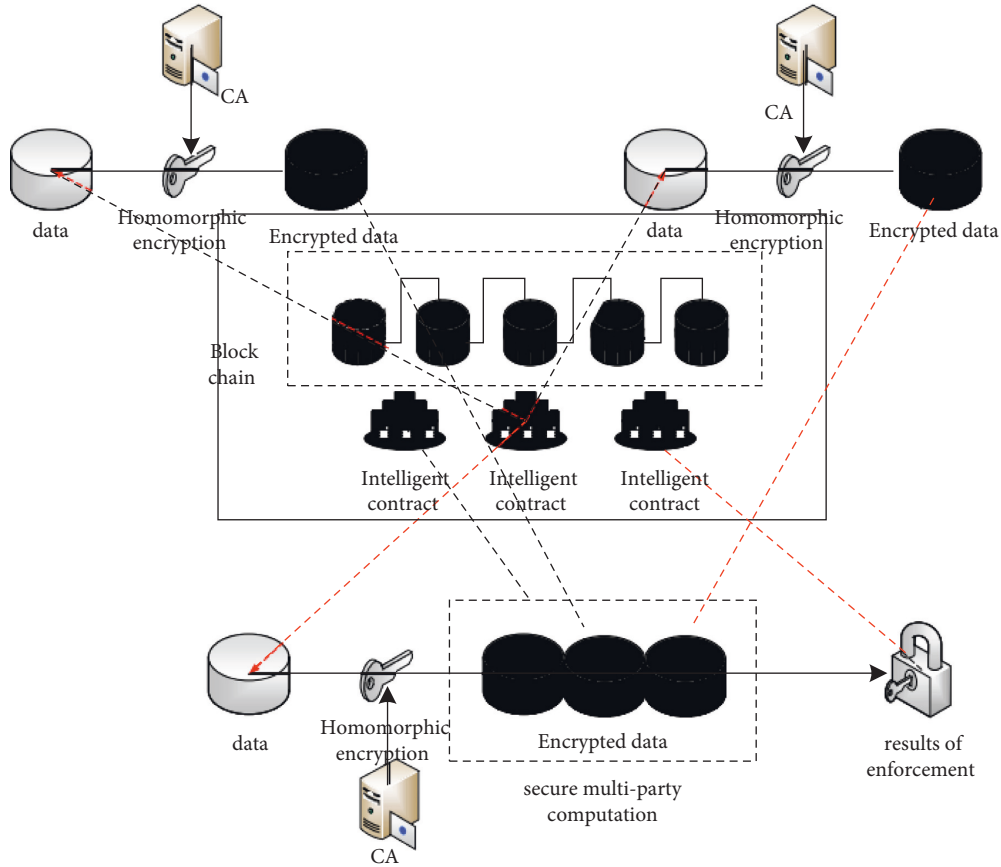 CA
CA
data
Homomorphic
encryption
Encrypted data
data
Homomorphic
encryption
Encrypted data
Block
chain
Intelligent
contract
Intelligent
contract
Intelligent
contract
data
Homomorphic
encryption
Encrypted data
results of
enforcement
secure multi-party
computation
CA